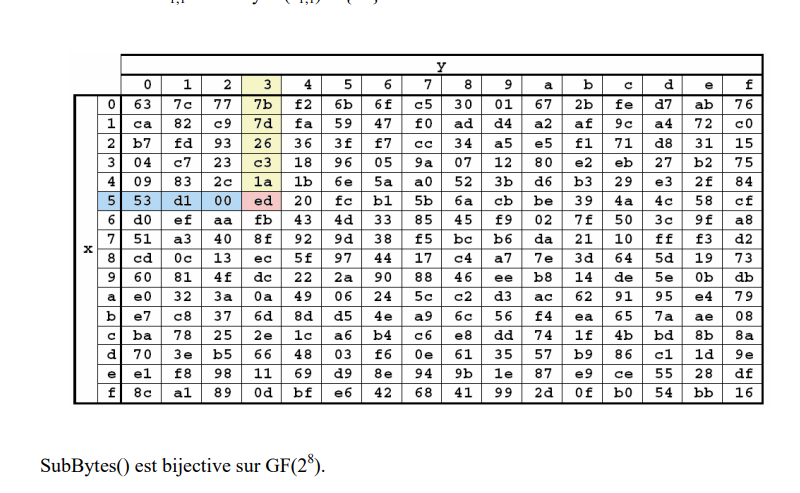 y
0 1 2 3 4 5 6 7 8 9 a b c d e f
0 63 7c 77 7b f2 6b 6f c5 30 01 67 2b fe d7 ab 76
1 ca 82 c9 7d fa 59 47 f0 ad d4 a2 af 9c a4 72 c0
2 b7 fd 93 26 36 3f f7 cc 34 a5 e5 f1 71 d8 31 15
3 04 c7 23 c3 18 96 05 9a 07 12 80 e2 eb 27 b2 75
4 09 83 2c 1a 1b 6e 5a a0 52 3b d6 b3 29 e3 2f 84
5 53 d1 00 ed 20 fc b1 5b 6a cb be 39 4a 4c 58 cf
6 d0 ef aa fb 43 4d 33 85 45 f9 02 7f 50 3c 9f a8
x 7 51 a3 40 8f 92 9d 38 f5 bc b6 da 21 10 ff f3 d2
8 cd 0c 13 ec 5f 97 44 17 c4 a7 7e 3d 64 5d 19 73
9 60 81 4f dc 22 2a 90 88 46 ee b8 14 de 5e 0b db
a e0 32 3a 0a 49 06 24 5c c2 d3 ac 62 91 95 e4 79
b e7 c8 37 6d 8d d5 4e a9 6c 56 f4 ea 65 7a ae 08
c ba 78 25 2e 1c a6 b4 c6 e8 dd 74 1f 4b bd 8b 8a
d 70 3e b5 66 48 03 f6 0e 61 35 57 b9 86 c1 1d 9e
e e1 f8 98 11 69 d9 8e 94 9b 1e 87 e9 ce 55 28 df
f 8c a1 89 0d bf e6 42 68 41 99 2d 0f b0 54 bb 16
SubBytes() est bijective sur GF(2⁸).